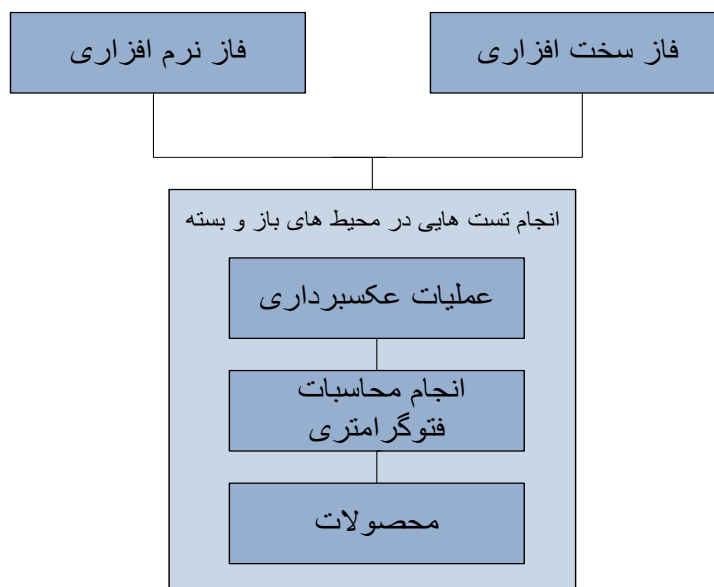 فاز سخت افزاری
فاز نرم افزاری
انجام تست هایی در محیط های باز و بسته
عملیات عکسبرداری
انجام محاسبات
فتوگرامتری
محصولات